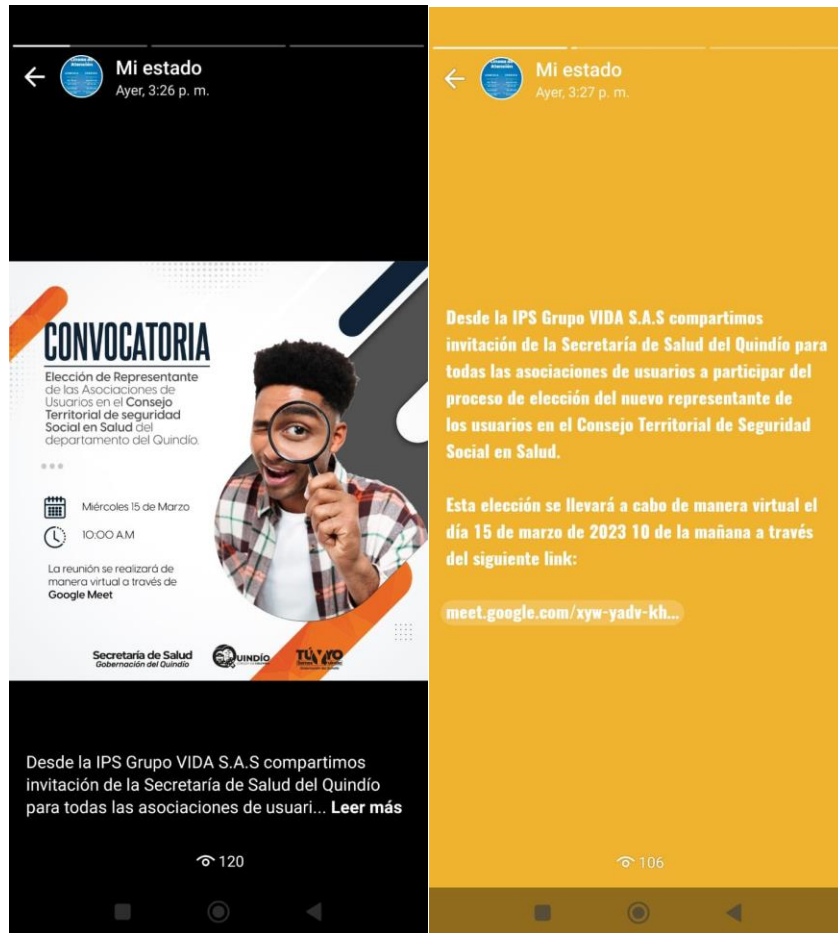 Mi estado
Ayer, 3:26 p. m.
CONVOCATORIA
Elección de Representante
de las Asociaciones de
Usuarios en el Consejo
Territorial de seguridad
Social en Salud del
departamento del Quindío.
Miércoles 15 de Marzo
10:00 A.M
La reunión se realizará de
manera virtual a través de
Google Meet
Secretaría de Salud
Gobernación del Quindío
QUINDÍO
TÚ Y YO
Desde la IPS Grupo VIDA S.A.S compartimos
invitación de la Secretaría de Salud del Quindío
para todas las asociaciones de usuari... Leer más
120
Mi estado
Ayer, 3:27 p. m.
Desde la IPS Grupo VIDA S.A.S compartimos
invitación de la Secretaría de Salud del Quindío para
todas las asociaciones de usuarios a participar del
proceso de elección del nuevo representante de
los usuarios en el Consejo Territorial de Seguridad
Social en Salud.
Esta elección se llevará a cabo de manera virtual el
día 15 de marzo de 2023 10 de la mañana a través
del siguiente link:
meet.google.com/xyw-yadv-kh...
106